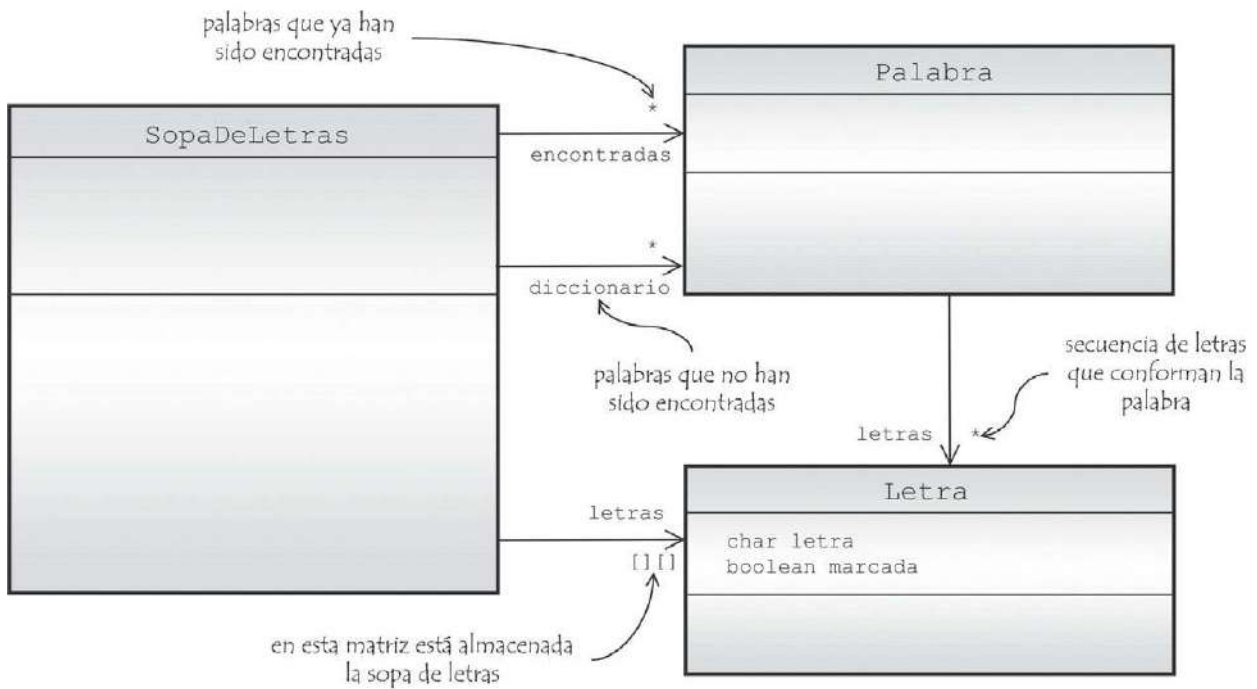 palabras que ya han
sido encontradas
*
Palabra
SopaDeLetras
encontradas
*
diccionario
palabras que no han
sido encontradas
secuencia de letras
que conforman la
palabra
letras *
Letra
letras
char letra
[][]
boolean marcada
en esta matriz está almacenada
la sopa de letras